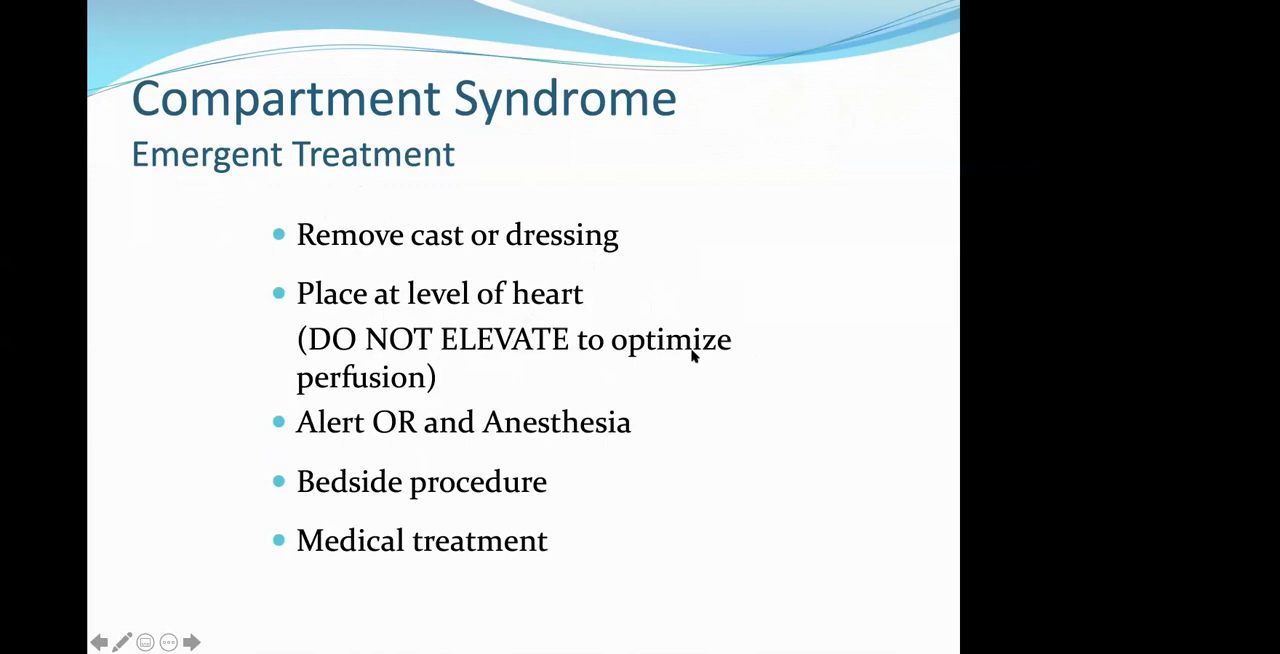 Compartment Syndrome
Emergent Treatment
Remove cast or dressing
Place at level of heart
(DO NOT ELEVATE to optimize
perfusion)
Alert OR and Anesthesia
Bedside procedure
Medical treatment